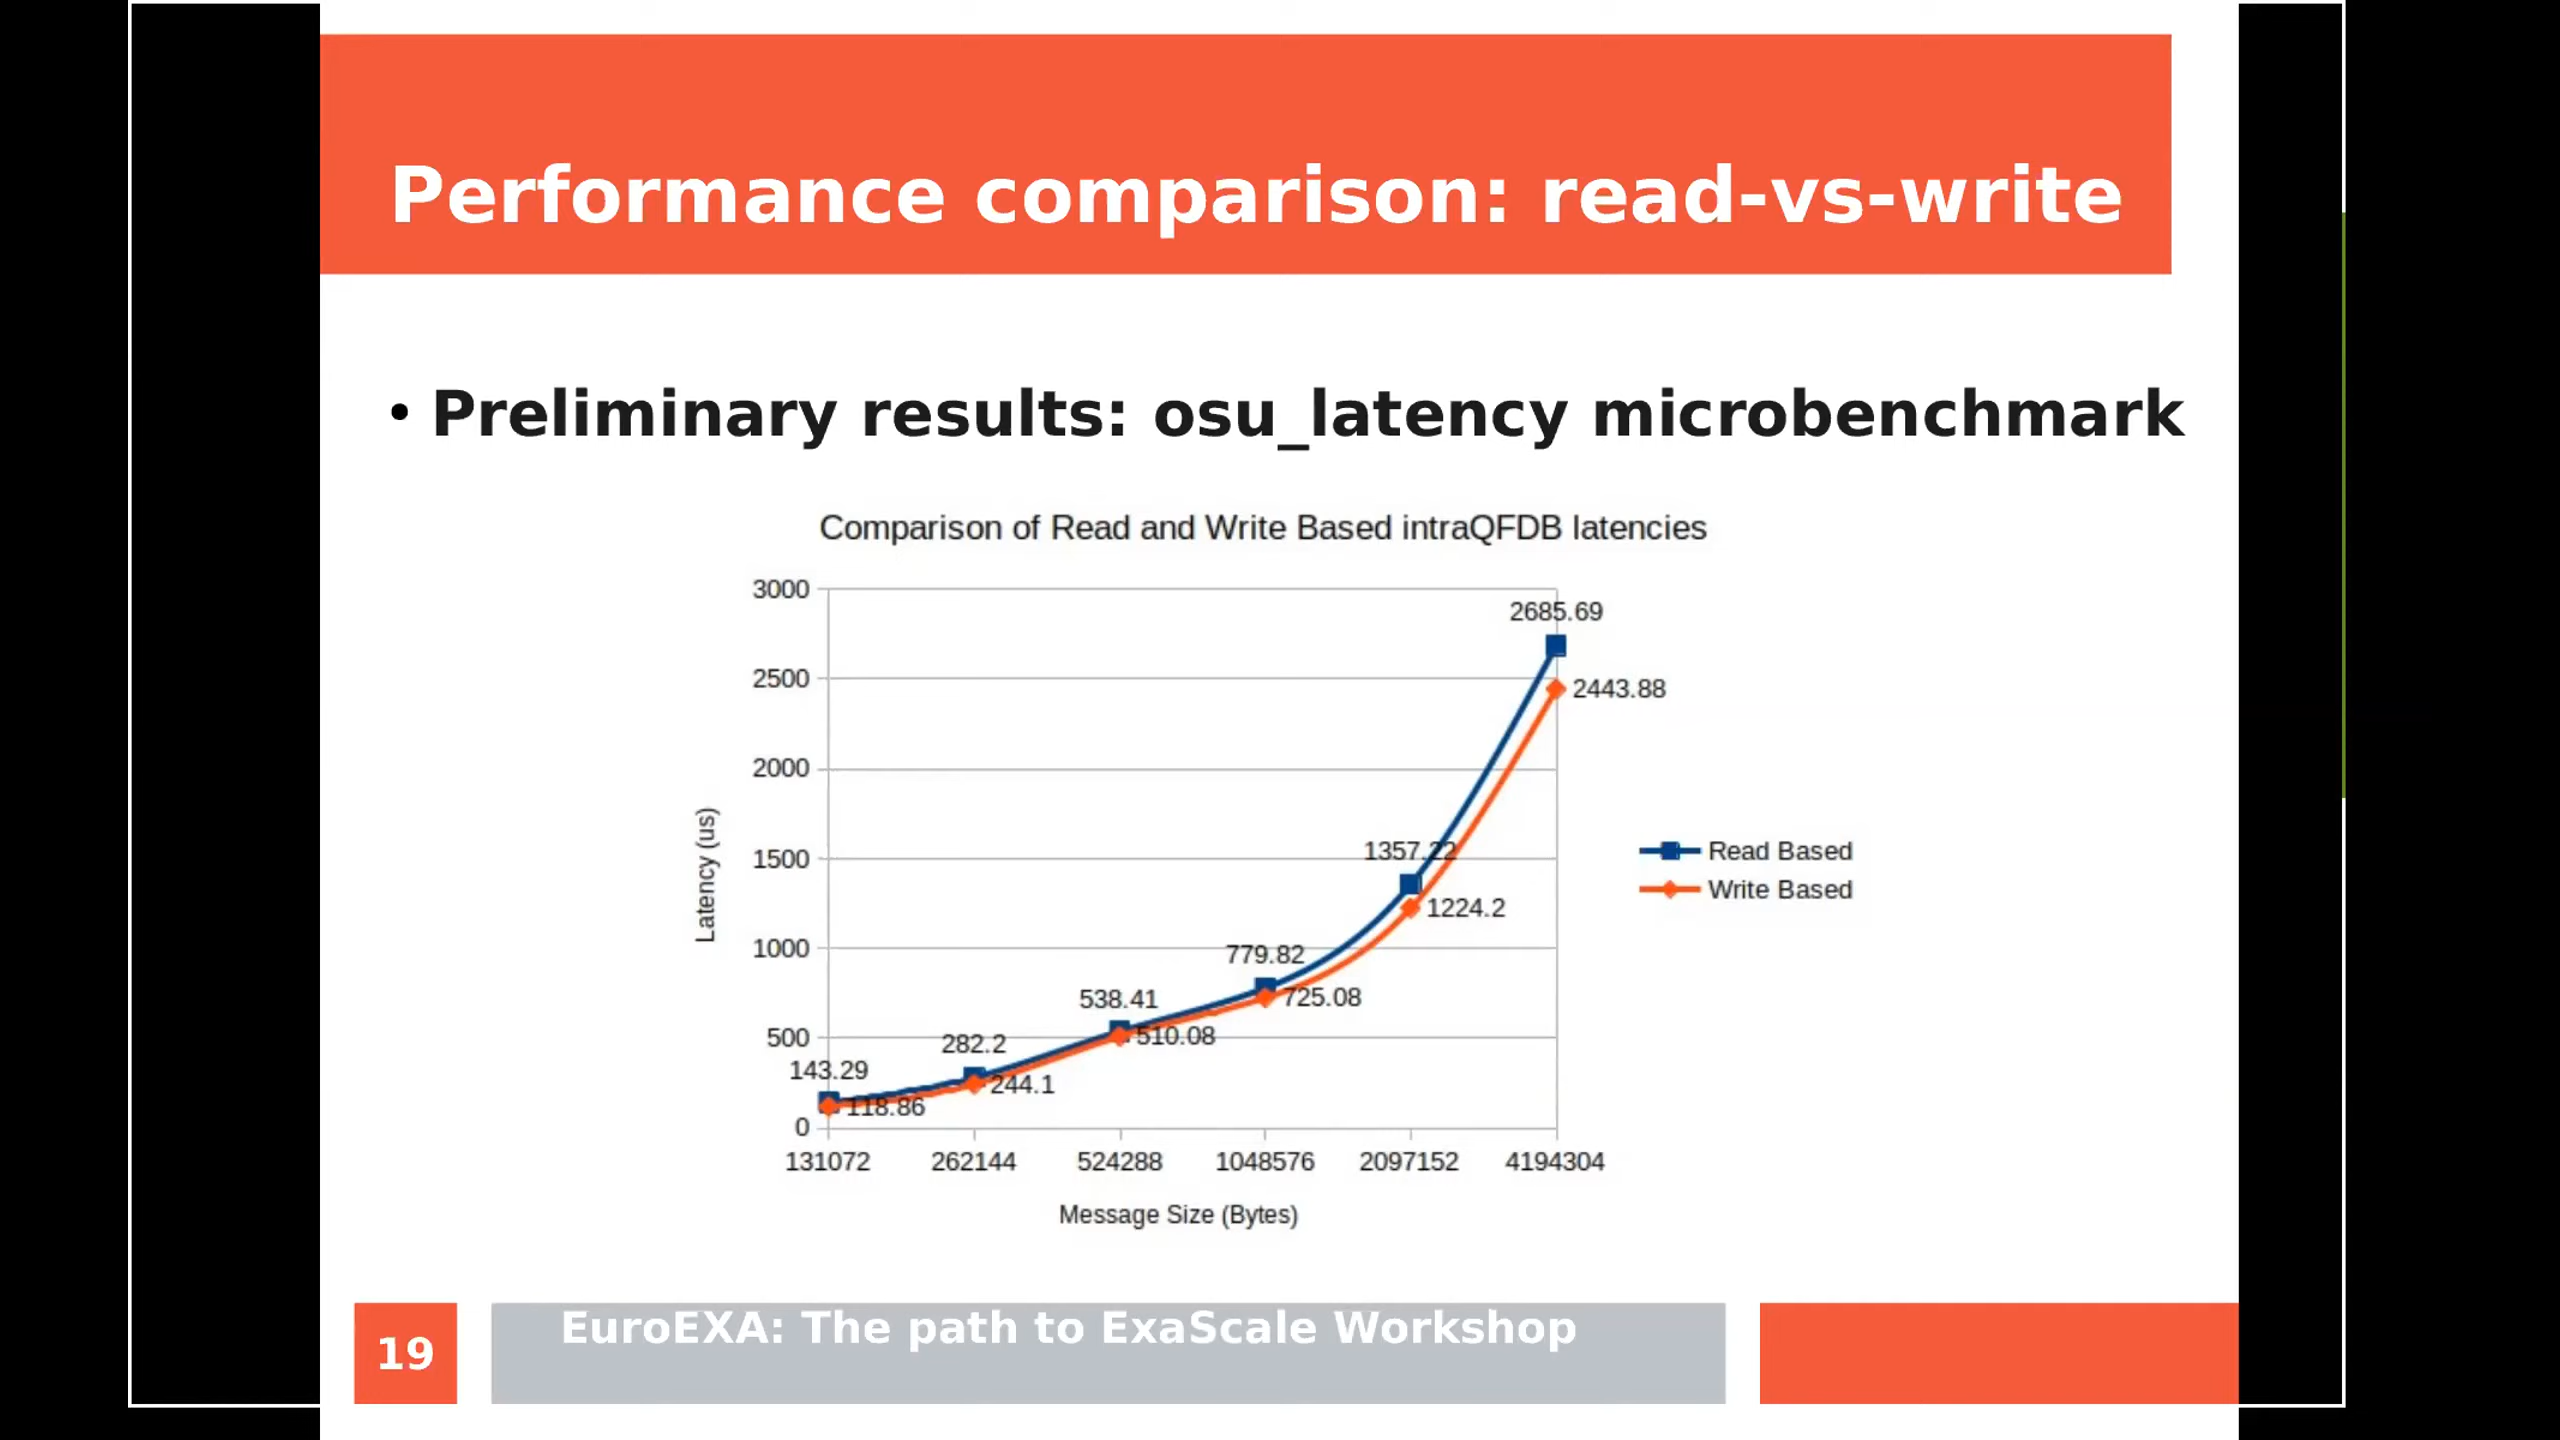 Performance comparison: read-vs-write
• Preliminary results: osu_latency microbenchmark
Comparison of Read and Write Based intraQFDB latencies
3000
2500
2000
1500
1000
500
0
Latency (us)
2685.69
2443.88
1357.22
1224.2
779.82
725.08
538.41
510.08
282.2
244.1
143.29
118.86
Read Based
Write Based
131072 262144 524288 1048576 2097152 4194304
Message Size (Bytes)
19
EuroEXA: The path to ExaScale Workshop